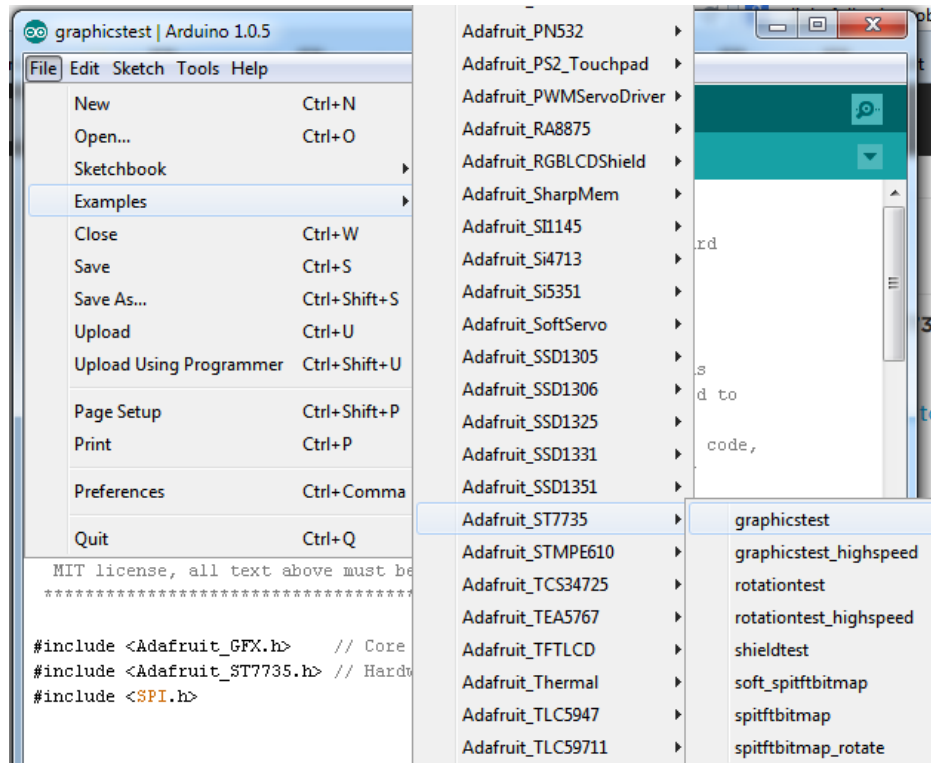 graphicstest | Arduino 1.0.5
File Edit Sketch Tools Help
New Ctrl+N
Open... Ctrl+O
Sketchbook
Examples
Close Ctrl+W
Save Ctrl+S
Save As... Ctrl+Shift+S
Upload Ctrl+U
Upload Using Programmer Ctrl+Shift+U
Page Setup Ctrl+Shift+P
Print Ctrl+P
Preferences Ctrl+Comma
Quit Ctrl+Q
MIT license, all text above must be
***********************************
#include <Adafruit_GFX.h> // Core
#include <Adafruit_ST7735.h> // Hardw
#include <SPI.h>
Adafruit_PN532
Adafruit_PS2_Touchpad
Adafruit_PWMServoDriver
Adafruit_RA8875
Adafruit_RGBLCDShield
Adafruit_SharpMem
Adafruit_SI1145
Adafruit_Si4713
Adafruit_Si5351
Adafruit_SoftServo
Adafruit_SSD1305
Adafruit_SSD1306
Adafruit_SSD1325
Adafruit_SSD1331
Adafruit_SSD1351
Adafruit_ST7735
Adafruit_STMPE610
Adafruit_TCS34725
Adafruit_TEA5767
Adafruit_TFTLCD
Adafruit_Thermal
Adafruit_TLC5947
Adafruit_TLC59711
rd
s
d to
code,
graphicstest
graphicstest_highspeed
rotationtest
rotationtest_highspeed
shieldtest
soft_spitftbitmap
spitftbitmap
spitftbitmap_rotate